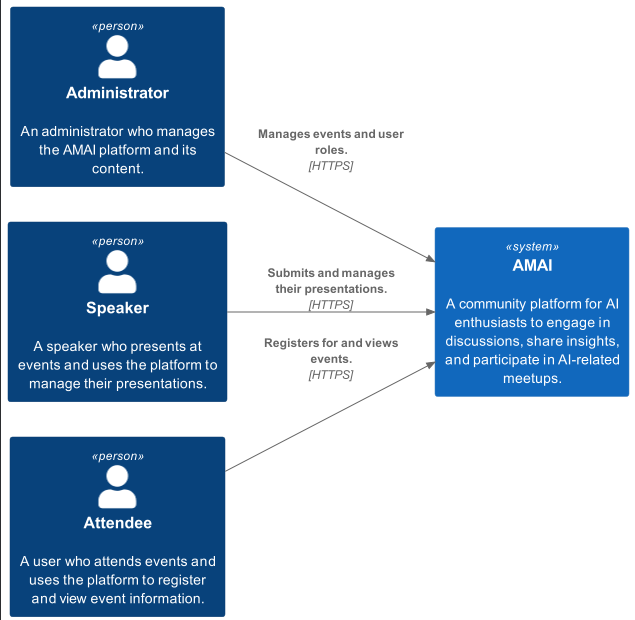 «person»
Administrator
An administrator who manages
the AMAI platform and its
content.
Manages events and user
roles.
[HTTPS]
«person»
Speaker
A speaker who presents at
events and uses the platform to
manage their presentations.
Submits and manages
their presentations.
[HTTPS]
«system»
AMAI
A community platform for AI
enthusiasts to engage in
discussions, share insights,
and participate in AI-related
meetups.
Registers for and views
events.
[HTTPS]
«person»
Attendee
A user who attends events and
uses the platform to register
and view event information.